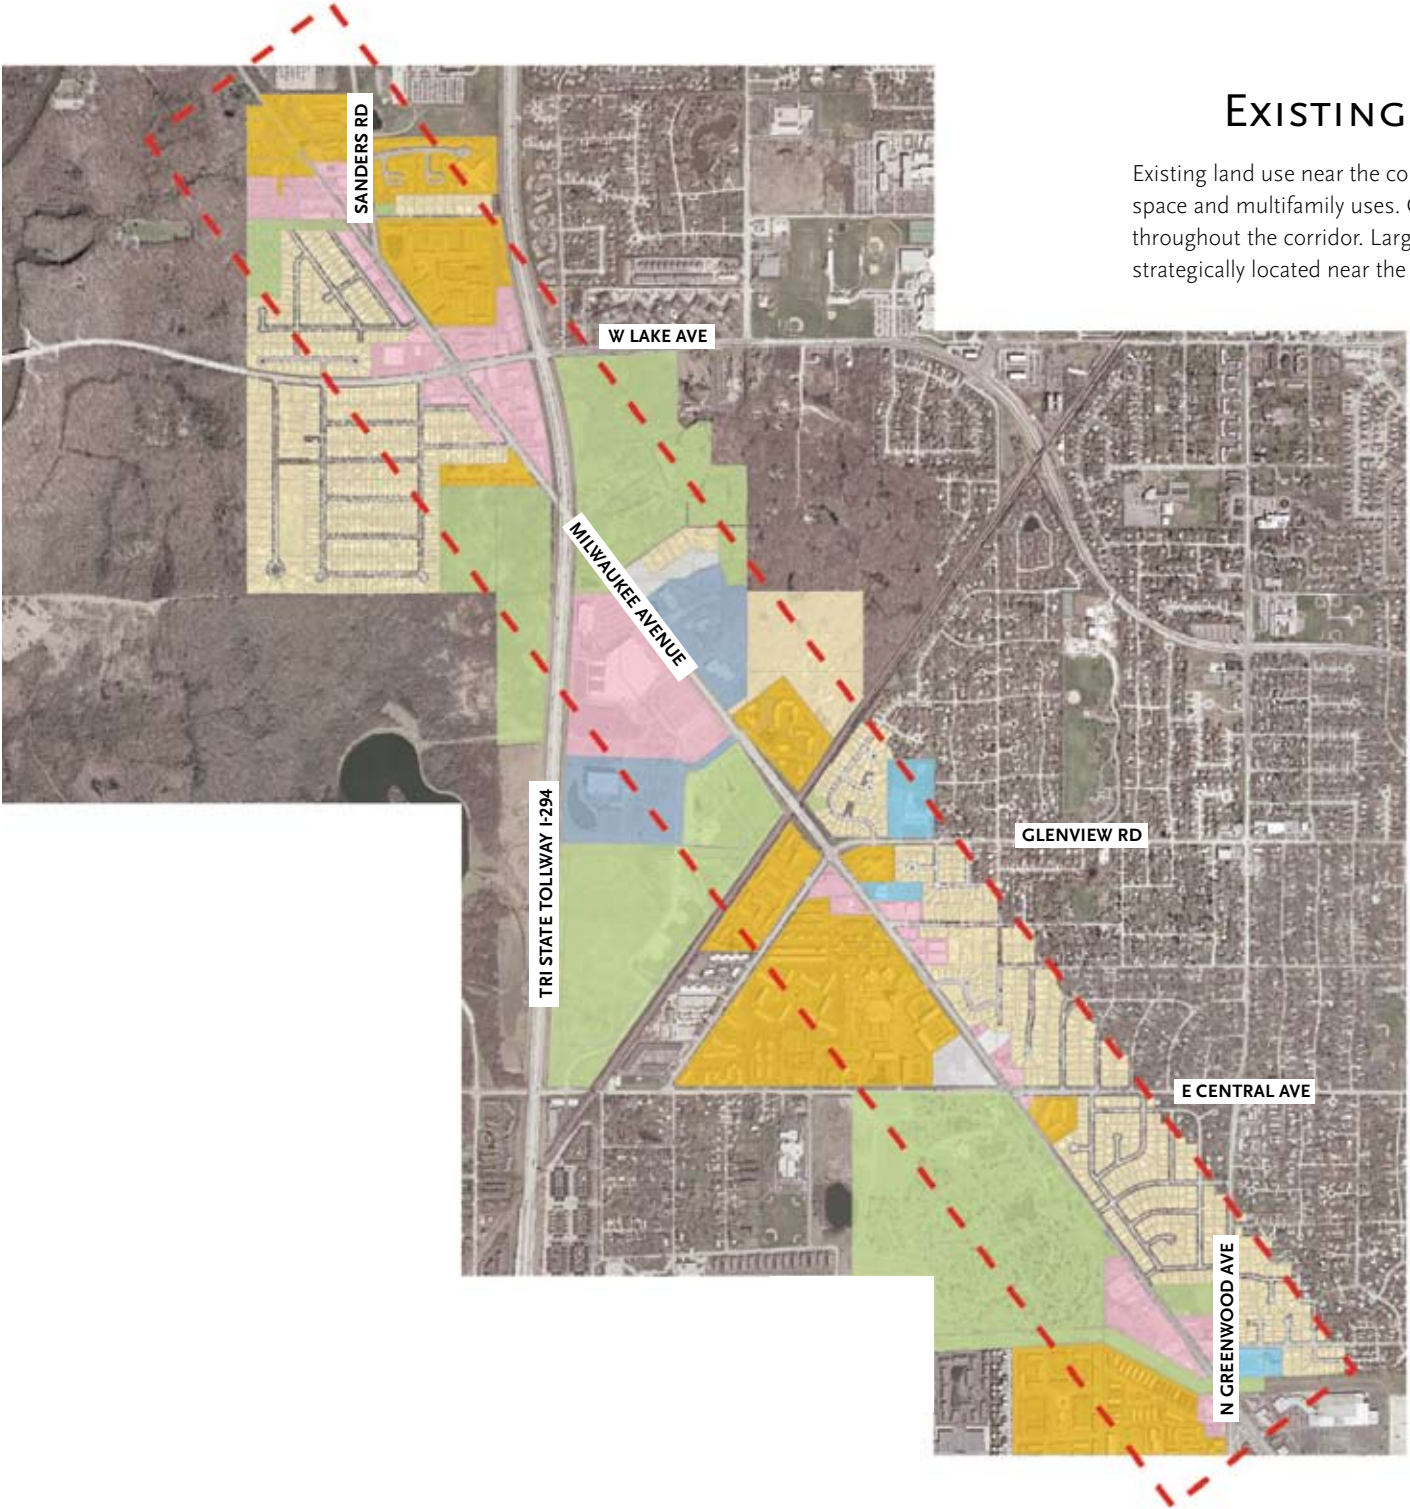 EXISTING
Existing land use near the co
space and multifamily uses.
throughout the corridor. Larg
strategically located near the
SANDERS RD
W LAKE AVE
MILWAUKEE AVENUE
TRI STATE TOLLWAY I-294
GLENVIEW RD
E CENTRAL AVE
N GREENWOOD AVE